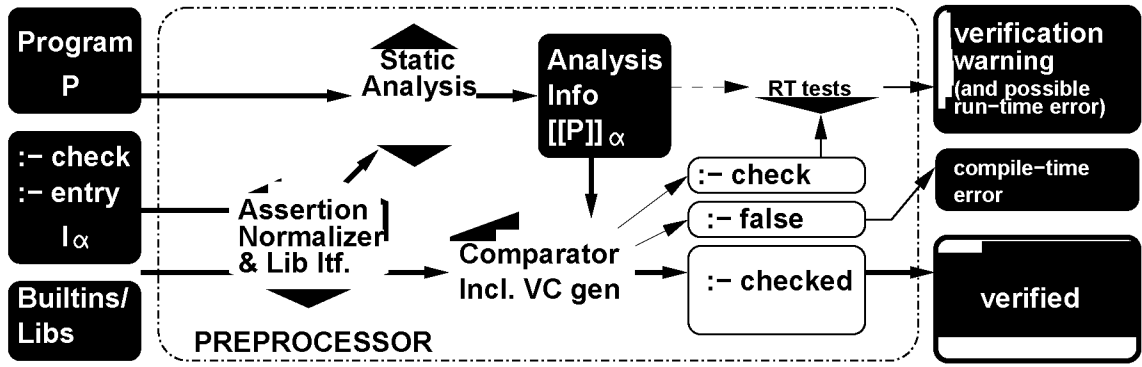 Program
P
:− check
:− entry
Iα
Builtins/
Libs
Static
Analysis
Assertion
Normalizer
& Lib Itf.
PREPROCESSOR
Analysis
Info
[[P]]α
Comparator
Incl. VC gen
RT tests
:− check
:− false
:− checked
verification
warning
(and possible
run−time error)
compile−time
error
verified